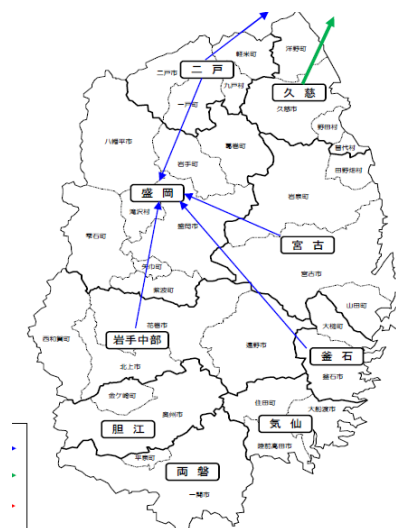 洋野町
軽米町
二戸市
二戸
九戸村
久慈
久慈市
一戸町
野田村
普代村
八幡平市
葛巻町
岩手町
田野畑村
岩泉町
盛岡
滝沢村
盛岡市
雫石町
宮古
矢巾町
宮古市
紫波町
山田町
大槌町
花巻市
岩手中部
西和賀町
遠野市
釜石
北上市
釜石市
金ケ崎町
住田町
大船渡市
奥州市
胆江
気仙
陸前高田市
平泉町
両磐
一関市